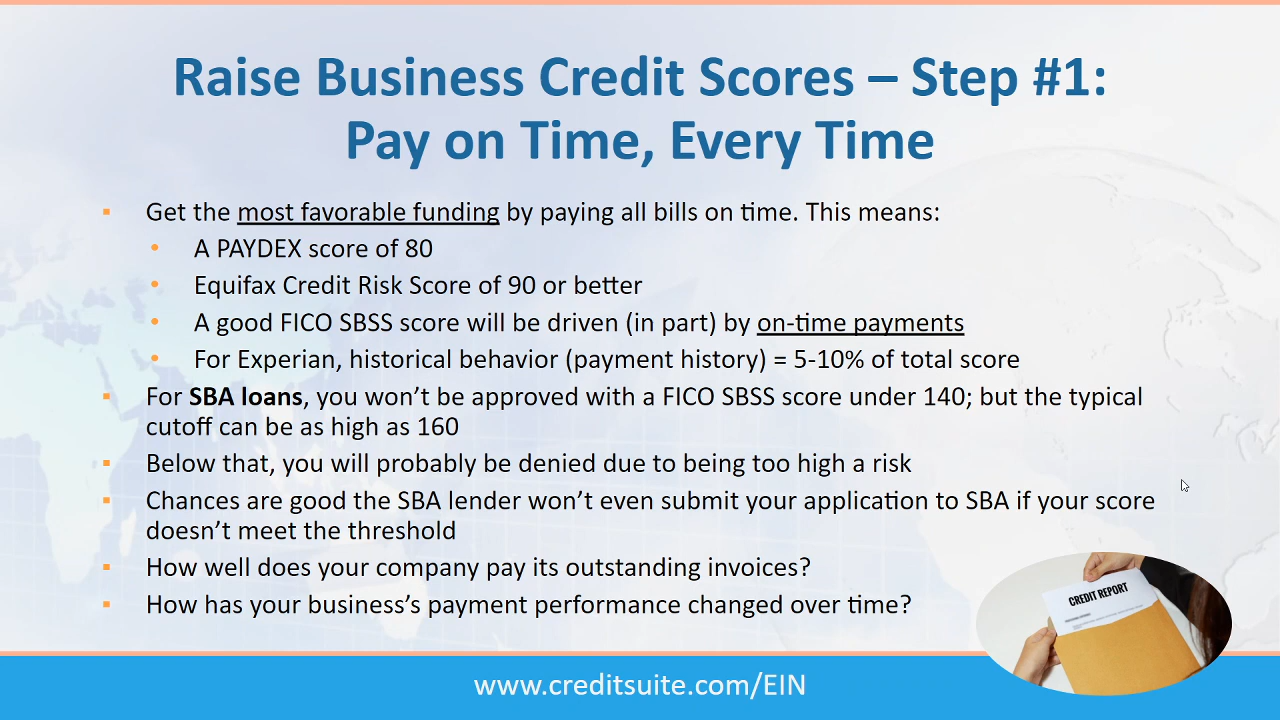 Raise Business Credit Scores – Step #1:
Pay on Time, Every Time
Get the most favorable funding by paying all bills on time. This means:
A PAYDEX score of 80
Equifax Credit Risk Score of 90 or better
A good FICO SBSS score will be driven (in part) by on-time payments
For Experian, historical behavior (payment history) = 5-10% of total score
For SBA loans, you won’t be approved with a FICO SBSS score under 140; but the typical
cutoff can be as high as 160
Below that, you will probably be denied due to being too high a risk
Chances are good the SBA lender won’t even submit your application to SBA if your score
doesn’t meet the threshold
How well does your company pay its outstanding invoices?
How has your business’s payment performance changed over time?
CREDIT REPORT
www.creditsuite.com/EIN